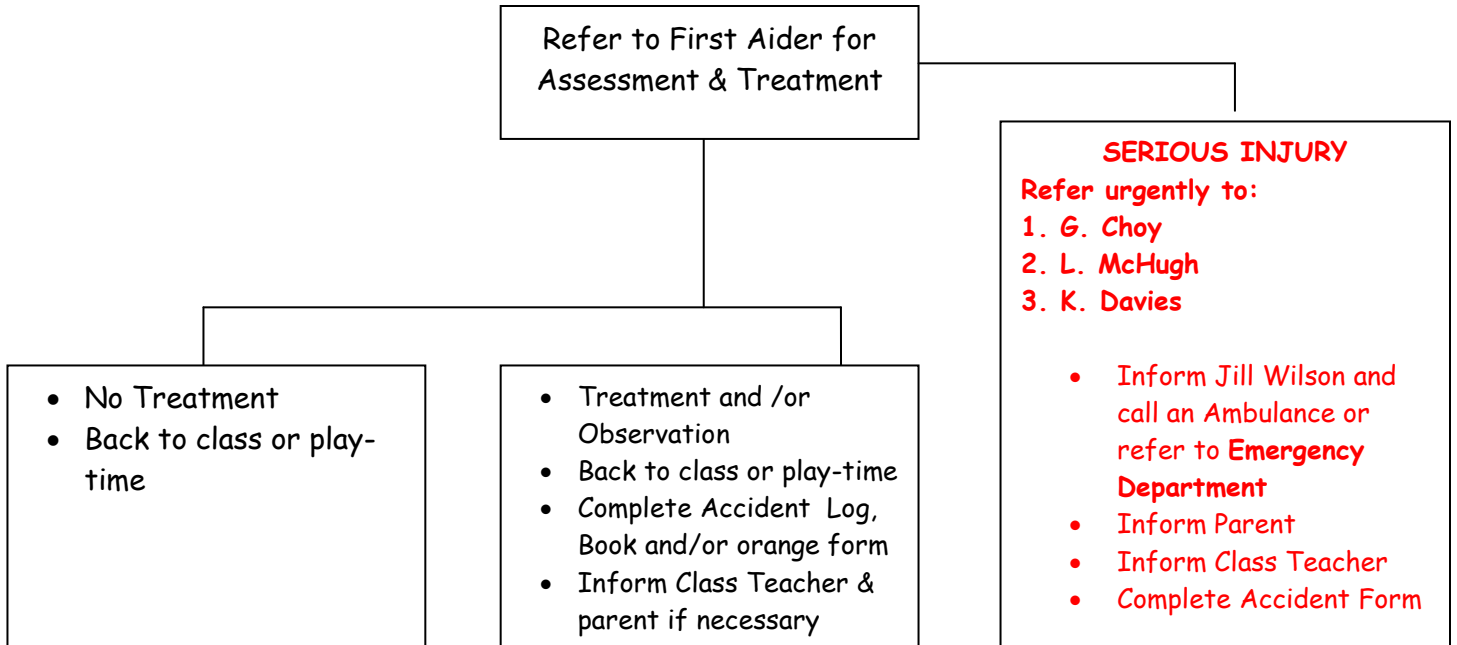 Refer to First Aider for
Assessment & Treatment
SERIOUS INJURY
Refer urgently to:
1. G. Choy
2. L. McHugh
3. K. Davies
• Inform Jill Wilson and
call an Ambulance or
refer to Emergency
Department
• Inform Parent
• Inform Class Teacher
• Complete Accident Form
• No Treatment
• Back to class or play-
time
• Treatment and /or
Observation
• Back to class or play-time
• Complete Accident Log,
Book and/or orange form
• Inform Class Teacher &
parent if necessary